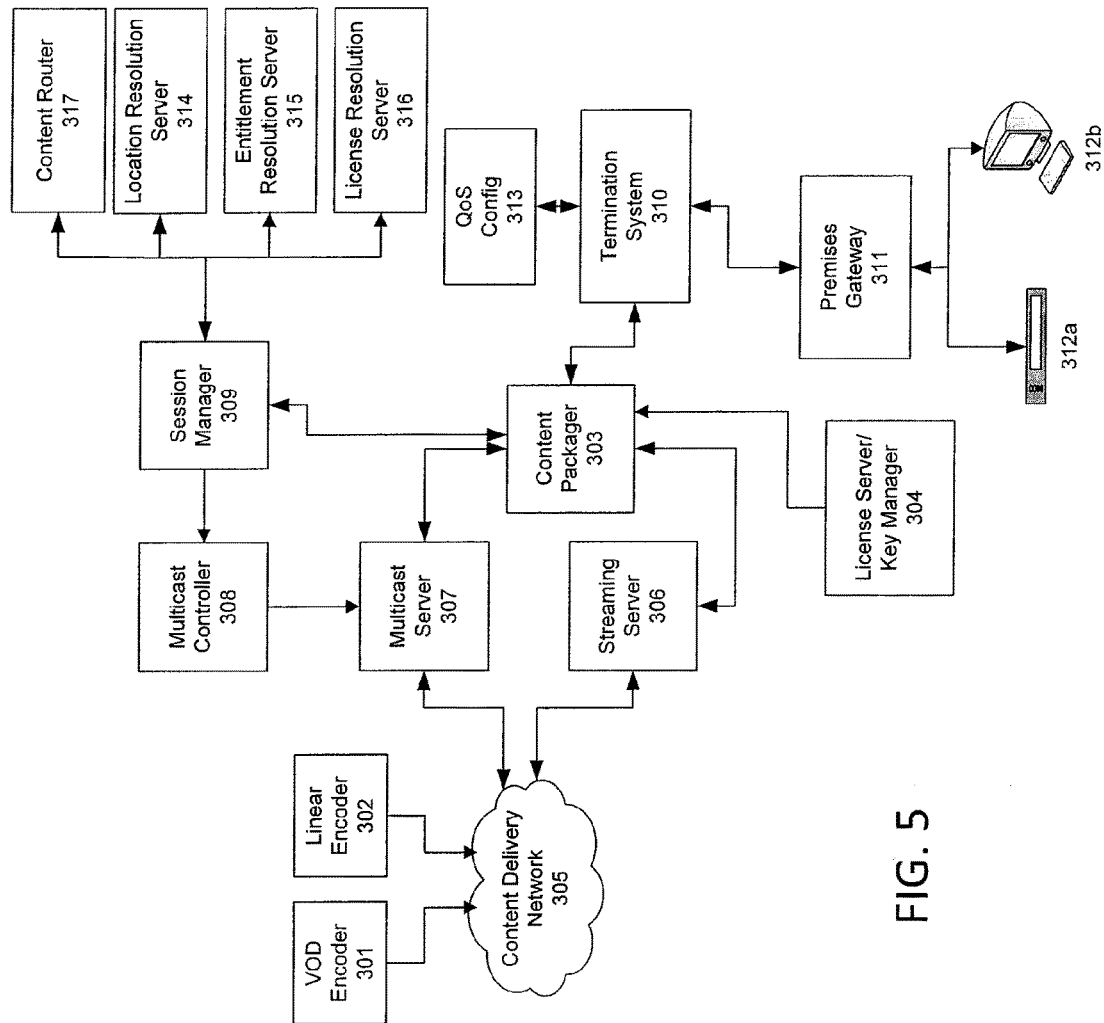 Content Router
317
Location Resolution
Server
314
Entitlement
Resolution Server
315
License Resolution
Server
316
Session
Manager
309
QoS
Config
313
Termination
System
310
Premises
Gateway
311
312b
312a
Multicast
Controller
308
Multicast
Server
307
Content
Packager
303
Streaming
Server
306
License Server/
Key Manager
304
Linear
Encoder
302
VOD
Encoder
301
Content Delivery
Network
305
FIG. 5